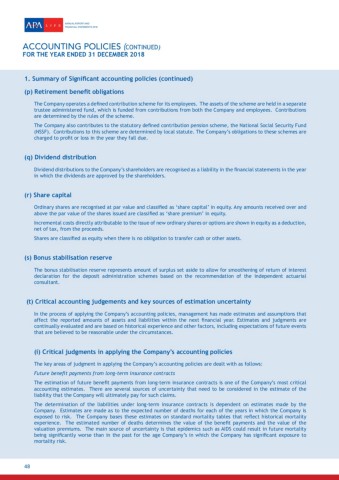 APA LIFE
ANNUAL REPORT AND
FINANCIAL STATEMENTS 2018
ACCOUNTING POLICIES (CONTINUED)
FOR THE YEAR ENDED 31 DECEMBER 2018
1. Summary of Significant accounting policies (continued)
(p) Retirement benefit obligations
The Company operates a defined contribution scheme for its employees. The assets of the scheme are held in a separate
trustee administered fund, which is funded from contributions from both the Company and employees. Contributions
are determined by the rules of the scheme.
The Company also contributes to the statutory defined contribution pension scheme, the National Social Security Fund
(NSSF). Contributions to this scheme are determined by local statute. The Company's obligations to these schemes are
charged to profit or loss in the year they fall due.
(q) Dividend distribution
Dividend distributions to the Company's shareholders are recognised as a liability in the financial statements in the year
in which the dividends are approved by the shareholders.
(r) Share capital
Ordinary shares are recognised at par value and classified as 'share capital' in equity. Any amounts received over and
above the par value of the shares issued are classified as 'share premium' in equity.
Incremental costs directly attributable to the issue of new ordinary shares or options are shown in equity as a deduction,
net of tax, from the proceeds.
Shares are classified as equity when there is no obligation to transfer cash or other assets.
(s) Bonus stabilisation reserve
The bonus stabilisation reserve represents amount of surplus set aside to allow for smoothening of return of interest
declaration for the deposit administration schemes based on the recommendation of the independent actuarial
consultant.
(t) Critical accounting judgements and key sources of estimation uncertainty
In the process of applying the Company's accounting policies, management has made estimates and assumptions that
affect the reported amounts of assets and liabilities within the next financial year. Estimates and judgments are
continually evaluated and are based on historical experience and other factors, including expectations of future events
that are believed to be reasonable under the circumstances.
(i) Critical judgments in applying the Company's accounting policies
The key areas of judgment in applying the Company's accounting policies are dealt with as follows:
Future benefit payments from long-term insurance contracts
The estimation of future benefit payments from long-term insurance contracts is one of the Company's most critical
accounting estimates. There are several sources of uncertainty that need to be considered in the estimate of the
liability that the Company will ultimately pay for such claims.
The determination of the liabilities under long-term insurance contracts is dependent on estimates made by the
Company. Estimates are made as to the expected number of deaths for each of the years in which the Company is
exposed to risk. The Company bases these estimates on standard mortality tables that reflect historical mortality
experience. The estimated number of deaths determines the value of the benefit payments and the value of the
valuation premiums. The main source of uncertainty is that epidemics such as AIDS could result in future mortality
being significantly worse than in the past for the age Company's in which the Company has significant exposure to
mortality risk.
48